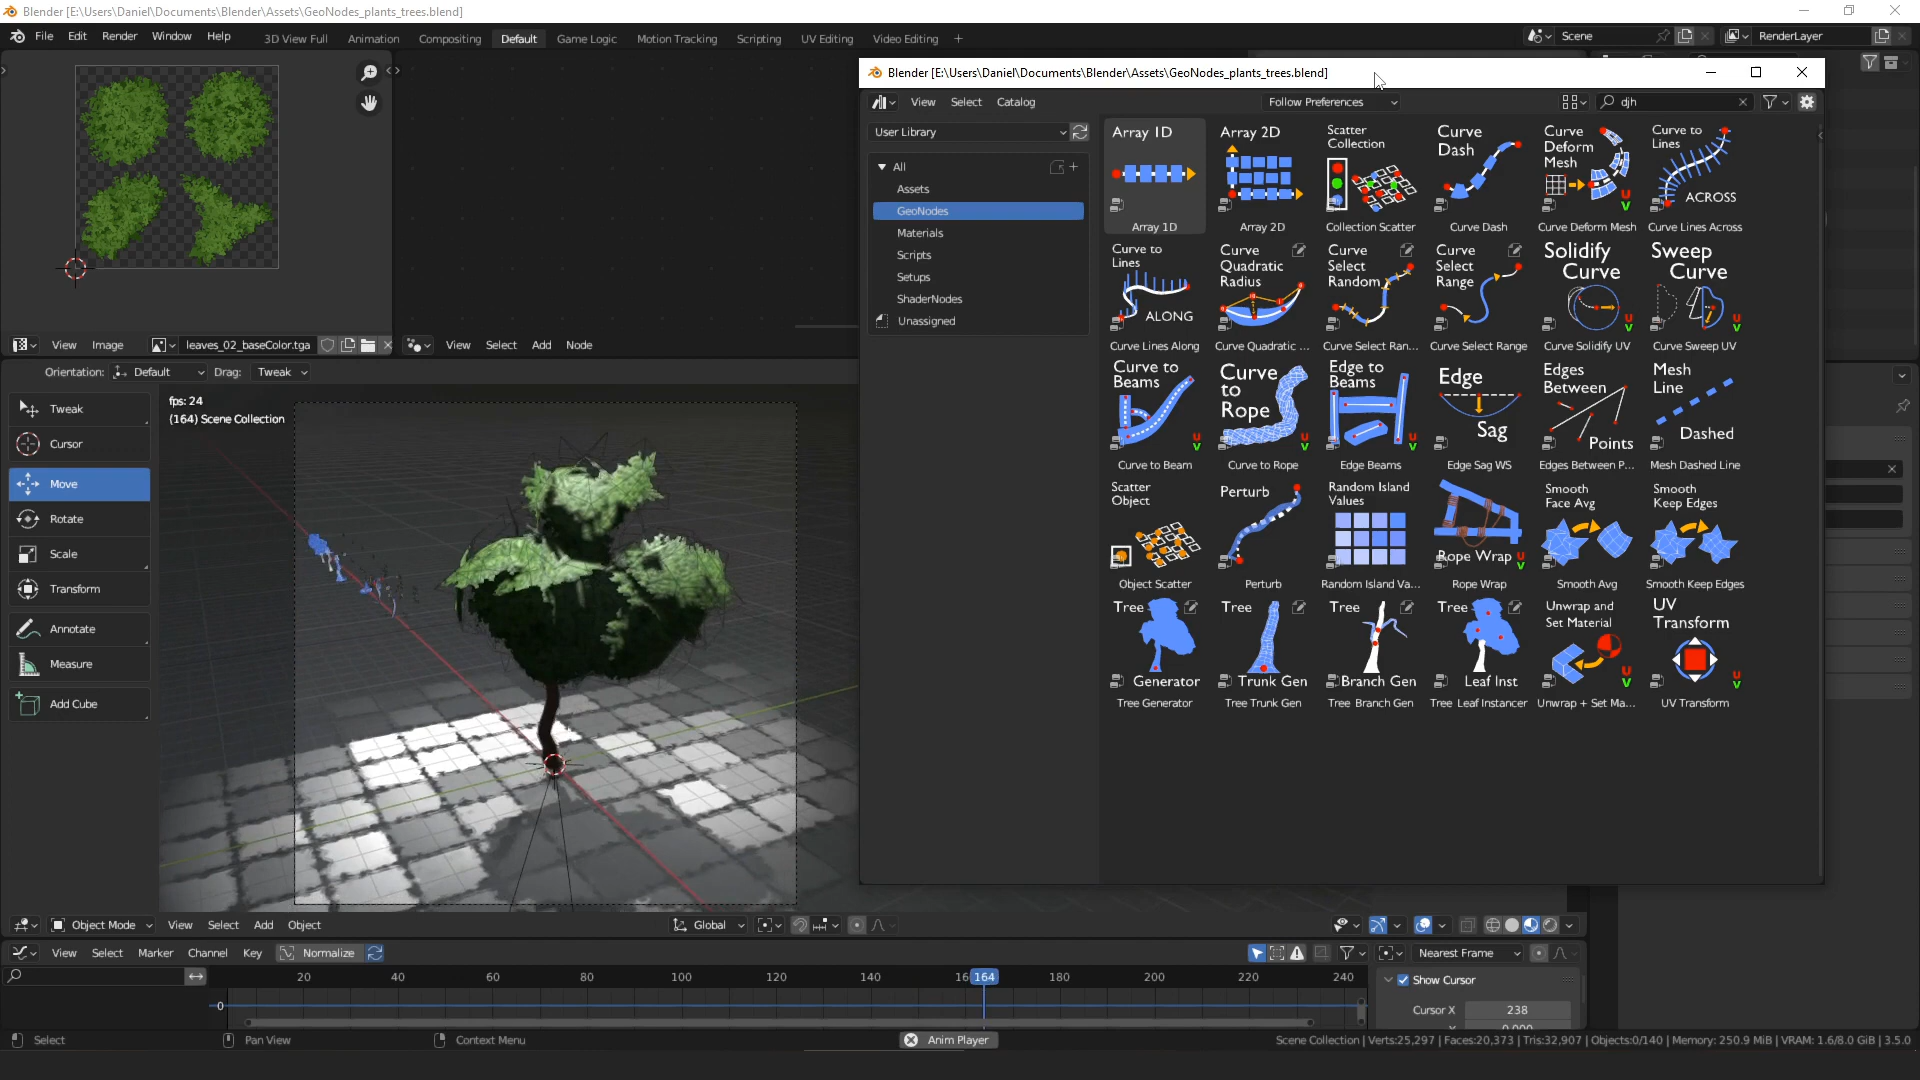 Blender [E:\Users\Daniel\Documents\Blender\Assets\GeoNodes_plants_trees.blend]
File Edit Render Window Help
3D View Full Animation Compositing Default Game Logic Motion Tracking Scripting UV Editing Video Editing +
Scene
RenderLayer
View Image leaves_02_baseColor.tga
View Select Add Node
Blender [E:\Users\Daniel\Documents\Blender\Assets\GeoNodes_plants_trees.blend]
View Select Catalog
Follow Preferences
djh
User Library
All
Assets
GeoNodes
Materials
Scripts
Setups
ShaderNodes
Unassigned
Array 1D
Array 1D
Array 2D
Array 2D
Scatter
Collection
Collection Scatter
Curve
Dash
Curve Dash
Curve
Deform
Mesh
U
V
Curve Deform Mesh
Curve to
Lines
ACROSS
Curve Lines Across
Curve to
Lines
ALONG
Curve Lines Along
Curve
Quadratic
Radius
Curve Quadratic ...
Curve
Select
Random
Curve Select Ran...
Curve
Select
Range
Curve Select Range
Solidify
Curve
U
V
Curve Solidify UV
Sweep
Curve
U
V
Curve Sweep UV
Curve to
Beams
U
V
Curve to Beam
Curve
to
Rope
U
V
Curve to Rope
Edge to
Beams
U
V
Edge Beams
Edge
Sag
Edge Sag WS
Edges
Between
Points
Edges Between P...
Mesh
Line
Dashed
Mesh Dashed Line
Scatter
Object
Object Scatter
Perturb
Perturb
Random Island
Values
Random Island Va...
Rope Wrap
U
V
Rope Wrap
Smooth
Face Avg
Smooth Avg
Smooth
Keep Edges
Smooth Keep Edges
Tree
Generator
Tree Generator
Tree
Trunk Gen
Tree Trunk Gen
Tree
Branch Gen
Tree Branch Gen
Tree
Leaf Inst
Tree Leaf Instancer
Unwrap and
Set Material
U
V
Unwrap + Set Ma...
UV
Transform
U
V
UV Transform
Orientation: Default Drag: Tweak
Tweak
Cursor
Move
Rotate
Scale
Transform
Annotate
Measure
Add Cube
fps: 24
(164) Scene Collection
Object Mode View Select Add Object
Global
View Select Marker Channel Key Normalize
Nearest Frame
20 40 60 80 100 120 140 16 164 180 200 220 240
0
Show Cursor
Cursor X 238
Select Pan View Context Menu
Anim Player
Scene Collection | Verts:25,297 | Faces:20,373 | Tris:32,907 | Objects:0/140 | Memory: 250.9 MiB | VRAM: 1.6/8.0 GiB | 3.5.0